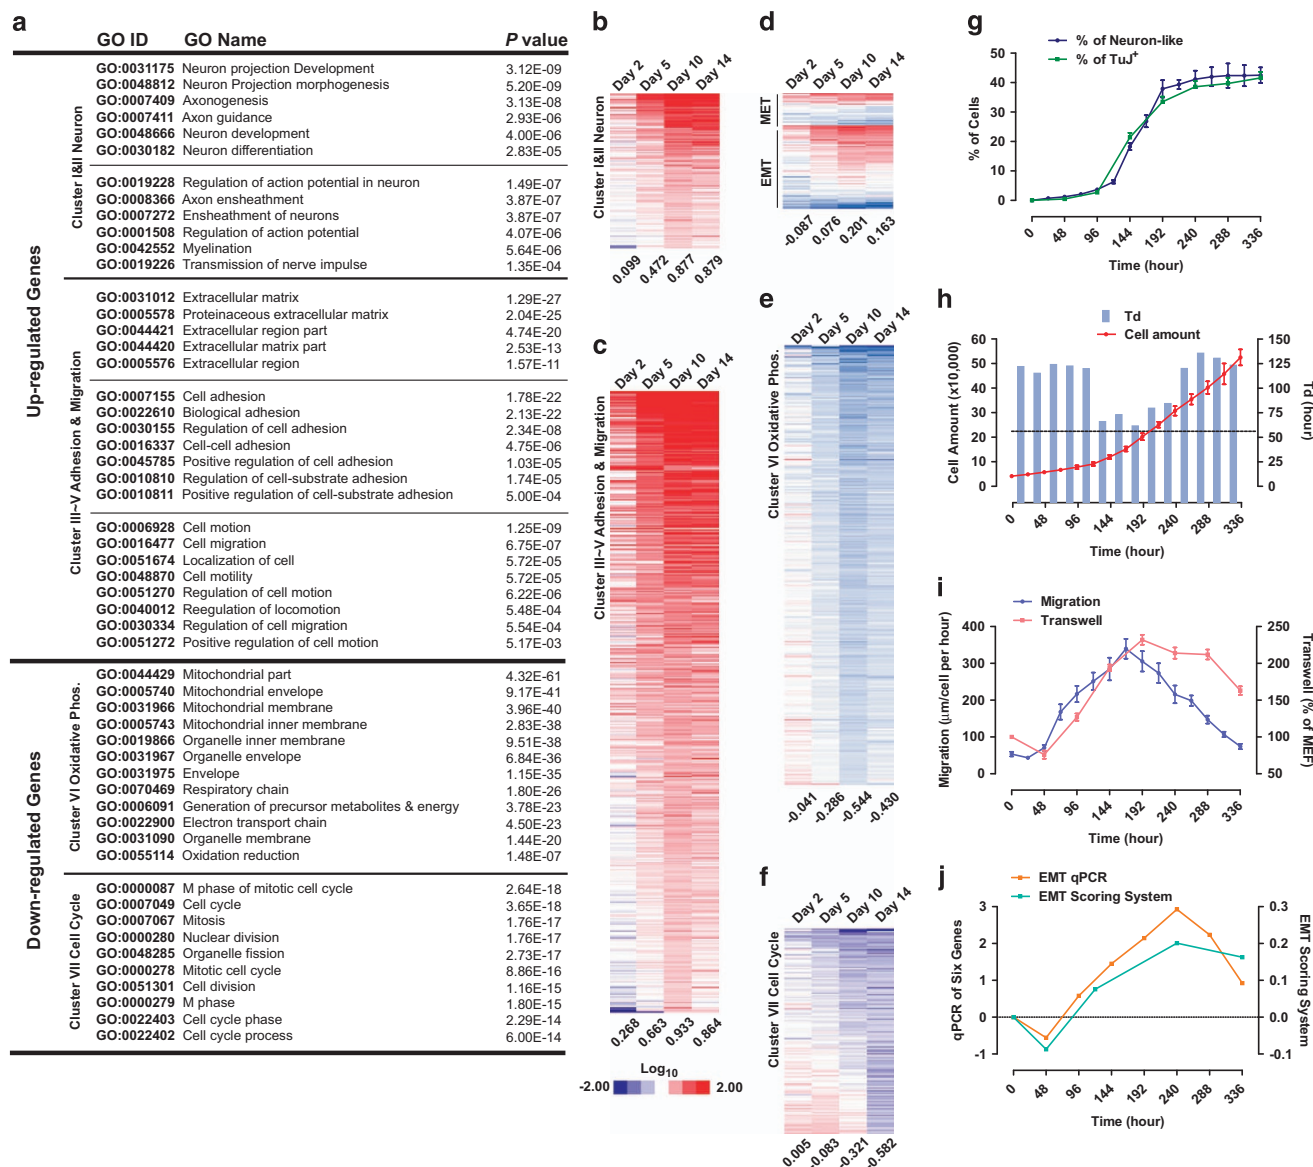 a
GO ID GO Name P value
Up-regulated Genes
Cluster I&II Neuron
GO:0031175 Neuron projection Development 3.12E-09
GO:0048812 Neuron Projection morphogenesis 5.20E-09
GO:0007409 Axonogenesis 3.13E-08
GO:0007411 Axon guidance 2.93E-06
GO:0048666 Neuron development 4.00E-06
GO:0030182 Neuron differentiation 2.83E-05
GO:0019228 Regulation of action potential in neuron 1.49E-07
GO:0008366 Axon ensheathment 3.87E-07
GO:0007272 Ensheathment of neurons 3.87E-07
GO:0001508 Regulation of action potential 4.07E-06
GO:0042552 Myelination 5.64E-06
GO:0019226 Transmission of nerve impulse 1.35E-04
Cluster III~V Adhesion & Migration
GO:0031012 Extracellular matrix 1.29E-27
GO:0005578 Proteinaceous extracellular matrix 2.04E-25
GO:0044421 Extracellular region part 4.74E-20
GO:0044420 Extracellular matrix part 2.53E-13
GO:0005576 Extracellular region 1.57E-11
GO:0007155 Cell adhesion 1.78E-22
GO:0022610 Biological adhesion 2.13E-22
GO:0030155 Regulation of cell adhesion 2.34E-08
GO:0016337 Cell-cell adhesion 4.75E-06
GO:0045785 Positive regulation of cell adhesion 1.03E-05
GO:0010810 Regulation of cell-substrate adhesion 1.74E-05
GO:0010811 Positive regulation of cell-substrate adhesion 5.00E-04
GO:0006928 Cell motion 1.25E-09
GO:0016477 Cell migration 6.75E-07
GO:0051674 Localization of cell 5.72E-05
GO:0048870 Cell motility 5.72E-05
GO:0051270 Regulation of cell motion 6.22E-06
GO:0040012 Reegulation of locomotion 5.48E-04
GO:0030334 Regulation of cell migration 5.54E-04
GO:0051272 Positive regulation of cell motion 5.17E-03
Down-regulated Genes
Cluster VI Oxidative Phos.
GO:0044429 Mitochondrial part 4.32E-61
GO:0005740 Mitochondrial envelope 9.17E-41
GO:0031966 Mitochondrial membrane 3.96E-40
GO:0005743 Mitochondrial inner membrane 2.83E-38
GO:0019866 Organelle inner membrane 9.51E-38
GO:0031967 Organelle envelope 6.84E-36
GO:0031975 Envelope 1.15E-35
GO:0070469 Respiratory chain 1.80E-26
GO:0006091 Generation of precursor metabolites & energy 3.78E-23
GO:0022900 Electron transport chain 4.50E-23
GO:0031090 Organelle membrane 1.44E-20
GO:0055114 Oxidation reduction 1.48E-07
Cluster VII Cell Cycle
GO:0000087 M phase of mitotic cell cycle 2.64E-18
GO:0007049 Cell cycle 3.65E-18
GO:0007067 Mitosis 1.76E-17
GO:0000280 Nuclear division 1.76E-17
GO:0048285 Organelle fission 2.73E-17
GO:0000278 Mitotic cell cycle 8.86E-16
GO:0051301 Cell division 1.16E-15
GO:0000279 M phase 1.80E-15
GO:0022403 Cell cycle phase 2.29E-14
GO:0022402 Cell cycle process 6.00E-14
b
Day 2 Day 5 Day 10 Day 14
Cluster I&II Neuron
0.099 0.472 0.877 0.879
c
Day 2 Day 5 Day 10 Day 14
Cluster III~V Adhesion & Migration
0.268 0.663 0.933 0.864
Log10
-2.00 2.00
d
Day 2 Day 5 Day 10 Day 14
MET
EMT
-0.087 0.076 0.201 0.163
e
Day 2 Day 5 Day 10 Day 14
Cluster VI Oxidative Phos.
-0.041 -0.286 -0.544 -0.430
f
Day 2 Day 5 Day 10 Day 14
Cluster VII Cell Cycle
0.005 -0.083 -0.321 -0.582
g
% of Neuron-like
% of TuJ+
% of Cells
50
40
30
20
10
0
0 48 96 144 192 240 288 336
Time (hour)
h
Td
Cell amount
Cell Amount (x10,000)
60
50
40
30
20
10
0
Td (hour)
150
125
100
75
50
25
0
0 48 96 144 192 240 288 336
Time (hour)
i
Migration
Transwell
Migration (μm/cell per hour)
400
300
200
100
0
Transwell (% of MEF)
250
200
150
100
50
0 48 96 144 192 240 288 336
Time (hour)
j
EMT qPCR
EMT Scoring System
qPCR of Six Genes
3
2
1
0
-1
EMT Scoring System
0.3
0.2
0.1
0.0
-0.1
0 48 96 144 192 240 288 336
Time (hour)